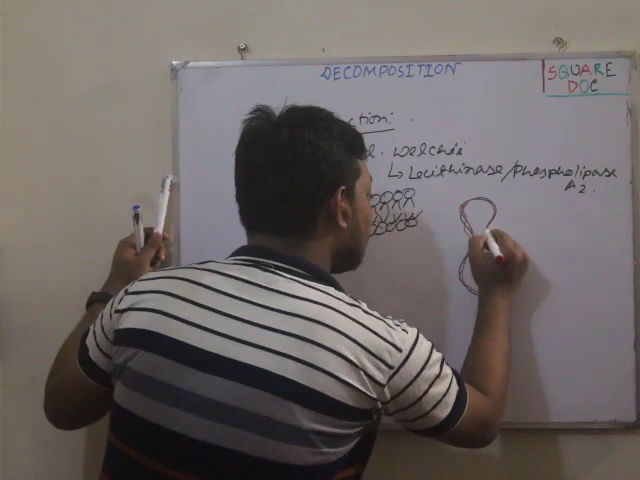 DECOMPOSITION
SQUARE
DOC
ction:
d. welchii
↳ Lecithinase/phospholipase
A2.